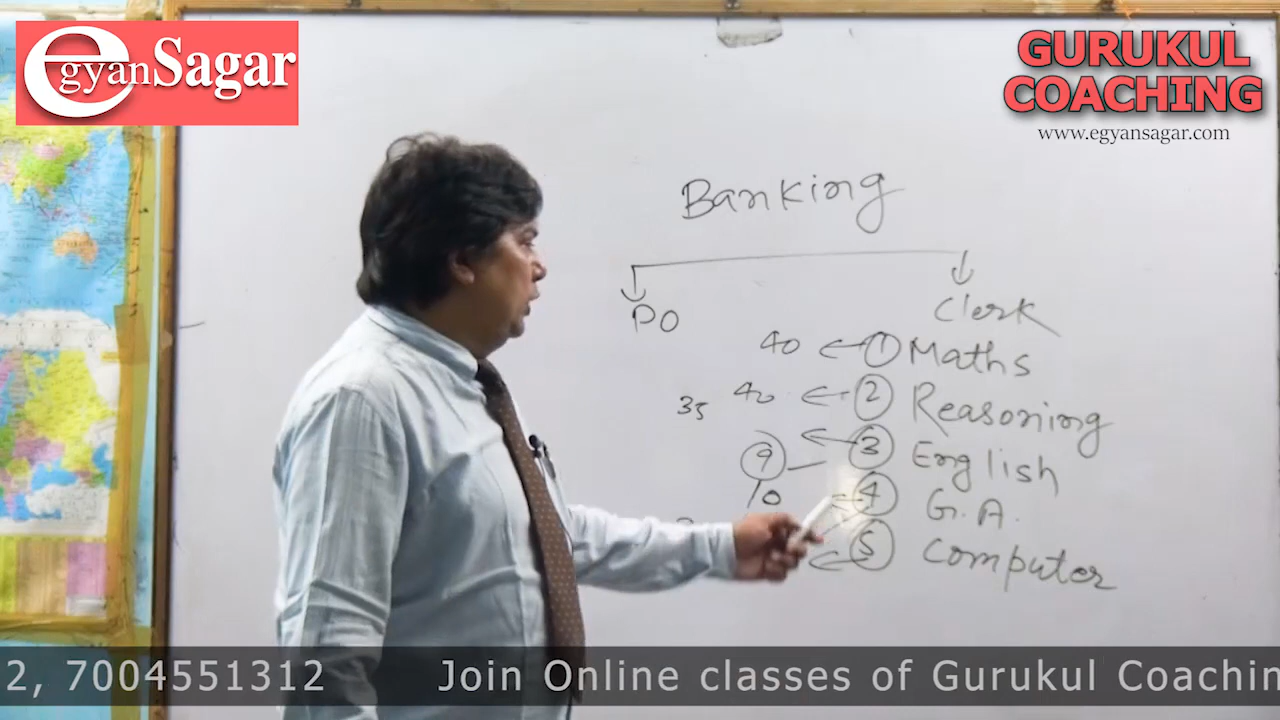 egyanSagar
GURUKUL
COACHING
www.egyansagar.com
Banking
PO
Clerk
40 ① Maths
35 40 ② Reasoning
9 ③ English
10 ④ G.A.
⑤ Computer
2, 7004551312 Join Online classes of Gurukul Coachin